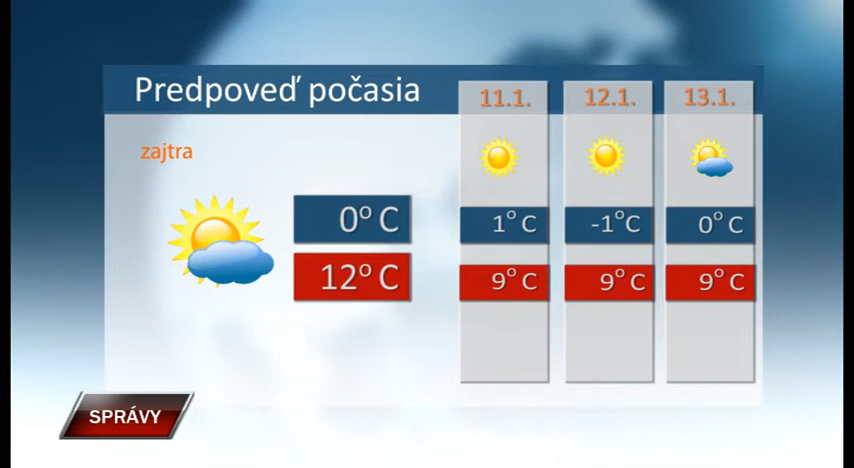 Predpoveď počasia
zajtra
0° C
12° C
11.1.
1° C
9° C
12.1.
-1°C
9° C
13.1.
0° C
9° C
SPRÁVY